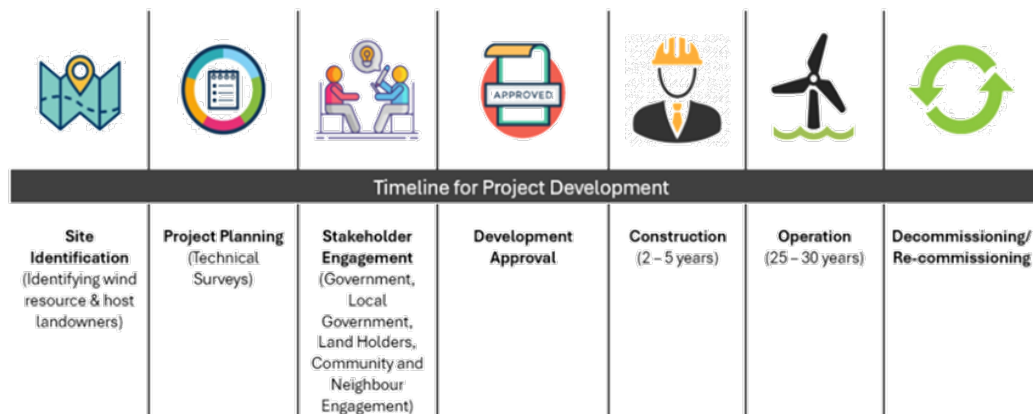 APPROVED
Timeline for Project Development
Site
Identification
(Identifying wind
resource & host
landowners)
Project Planning
(Technical
Surveys)
Stakeholder
Engagement
(Government,
Local
Government,
Land Holders,
Community and
Neighbour
Engagement)
Development
Approval
Construction
(2 – 5 years)
Operation
(25 – 30 years)
Decommissioning/
Re-commissioning